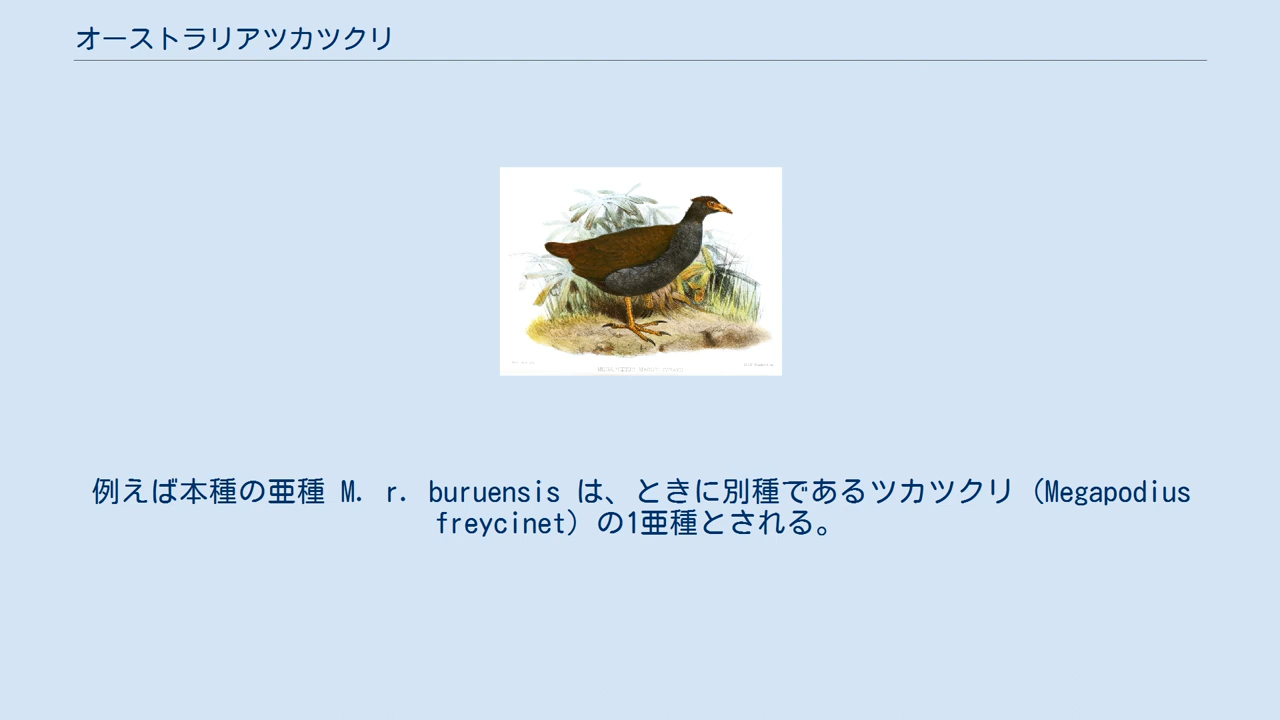 オーストラリアツカツクリ
例えば本種の亜種 M. r. buruensis は、ときに別種であるツカツクリ (Megapodius
freycinet) の1亜種とされる。